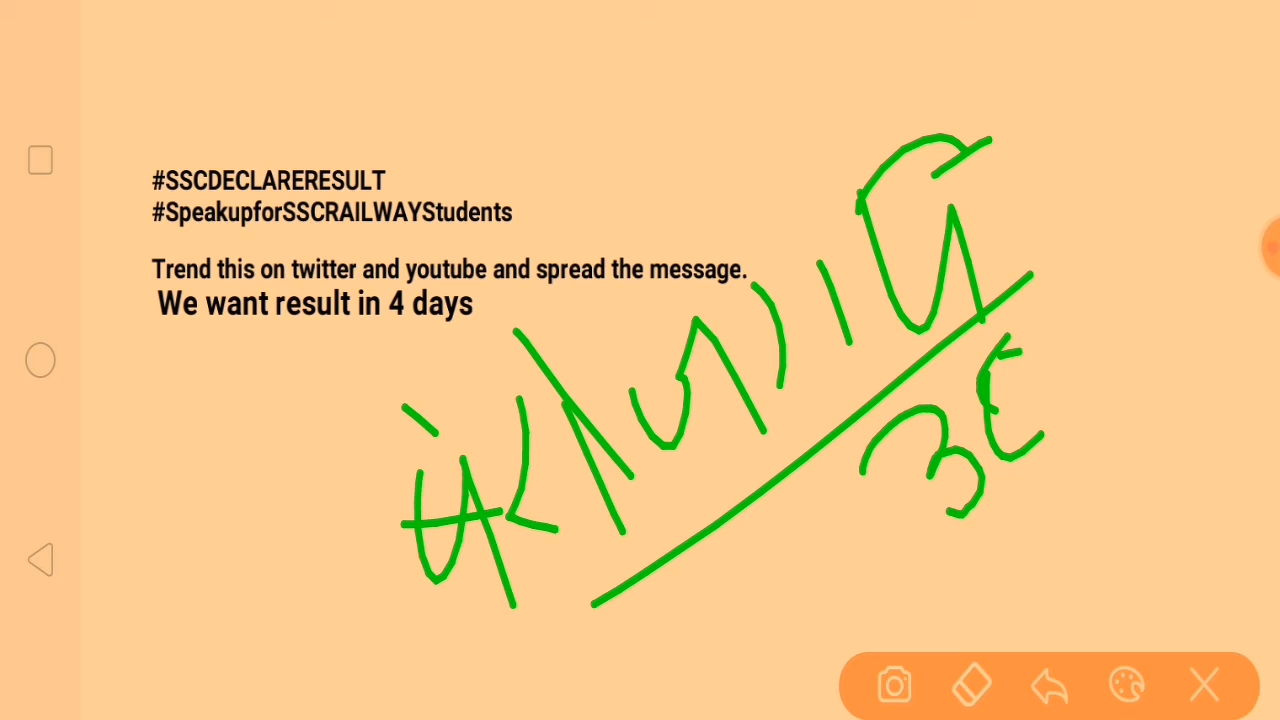 #SSCDECLARERESULT
#SpeakupforSSCRAILWAYStudents
Trend this on twitter and youtube and spread the message.
We want result in 4 days